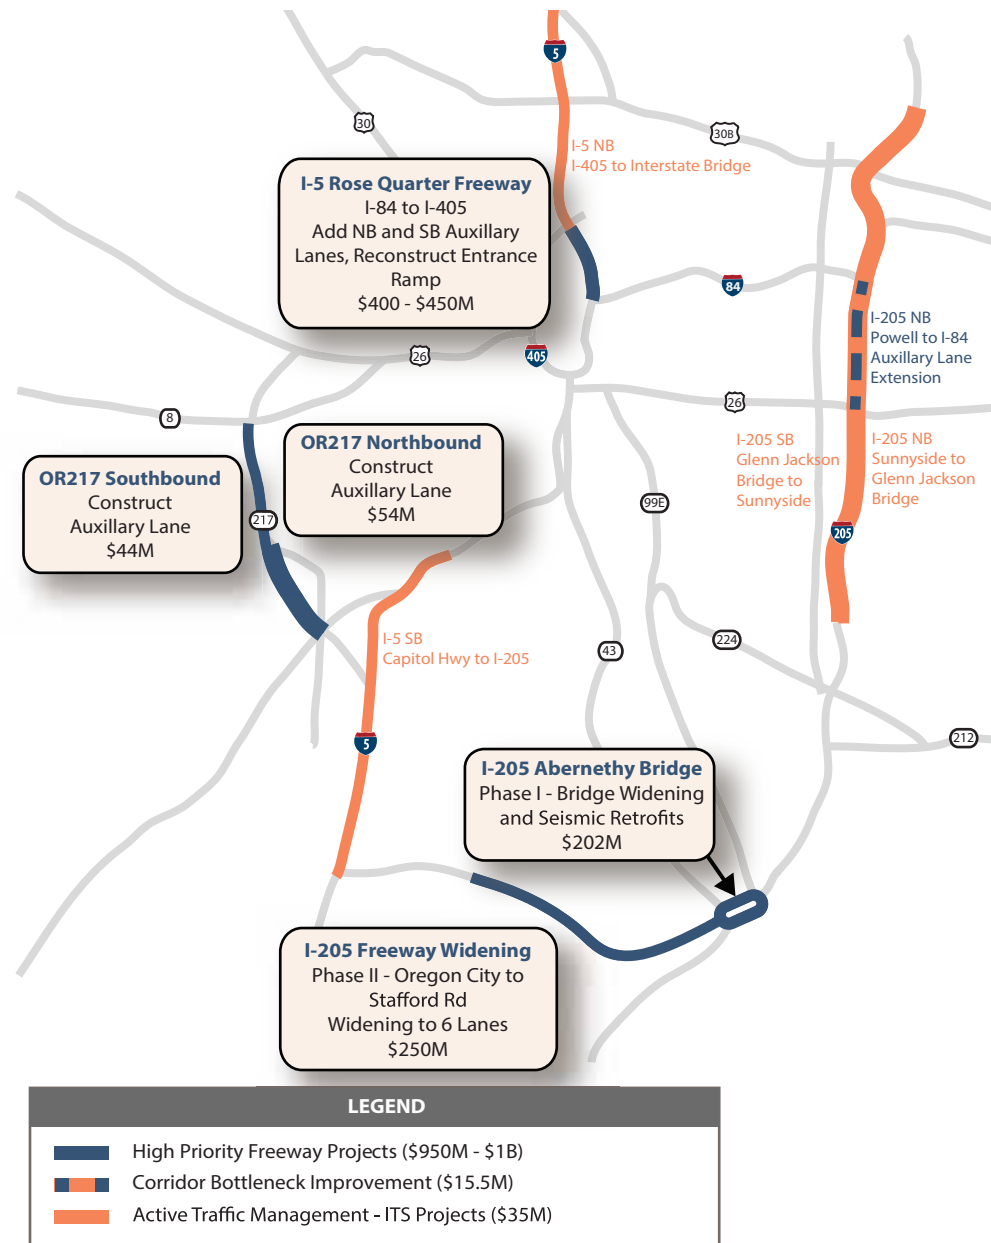 5
30
30B
I-5 NB
I-405 to Interstate Bridge
I-5 Rose Quarter Freeway
I-84 to I-405
Add NB and SB Auxillary
Lanes, Reconstruct Entrance
Ramp
$400 - $450M
84
I-205 NB
Powell to I-84
Auxillary Lane
Extension
26
405
8
26
OR217 Northbound
Construct
Auxillary Lane
$54M
I-205 SB
Glenn Jackson
Bridge to
Sunnyside
I-205 NB
Sunnyside to
Glenn Jackson
Bridge
OR217 Southbound
Construct
Auxillary Lane
$44M
217
99E
205
I-5 SB
Capitol Hwy to I-205
43
224
5
212
I-205 Abernethy Bridge
Phase I - Bridge Widening
and Seismic Retrofits
$202M
I-205 Freeway Widening
Phase II - Oregon City to
Stafford Rd
Widening to 6 Lanes
$250M
LEGEND
High Priority Freeway Projects ($950M - $1B)
Corridor Bottleneck Improvement ($15.5M)
Active Traffic Management - ITS Projects ($35M)